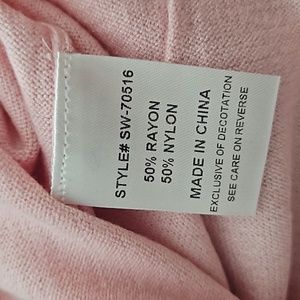 STYLE# SW-70516
50% RAYON
50% NYLON
MADE IN CHINA
EXCLUSIVE OF DECOTATION
SEE CARE ON REVERSE